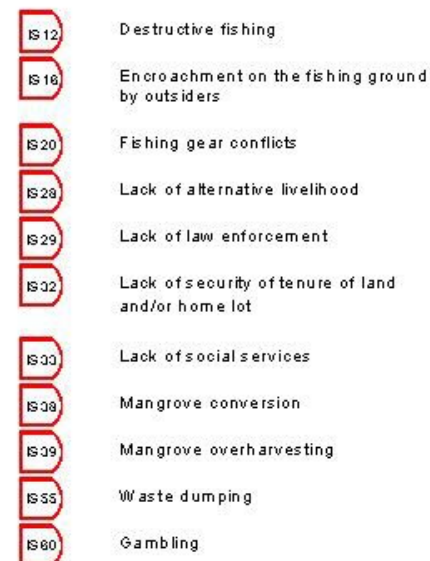 IS12 Destructive fishing
IS16 Encroachment on the fishing ground
by outsiders
IS20 Fishing gear conflicts
IS28 Lack of alternative livelihood
IS29 Lack of law enforcement
IS32 Lack of security of tenure of land
and/or home lot
IS33 Lack of social services
IS38 Mangrove conversion
IS39 Mangrove overharvesting
IS55 Waste dumping
IS60 Gambling